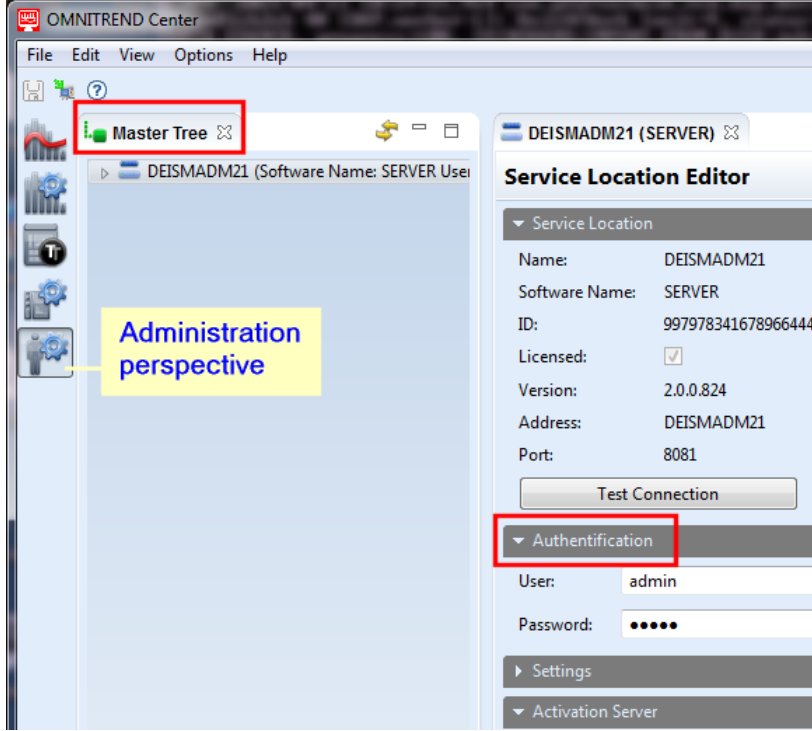 OMNITREND Center
File Edit View Options Help
Master Tree
DEISMADM21 (Software Name: SERVER User
Administration
perspective
DEISMADM21 (SERVER)
Service Location Editor
Service Location
Name: DEISMADM21
Software Name: SERVER
ID: 997978341678966444
Licensed:
Version: 2.0.0.824
Address: DEISMADM21
Port: 8081
Test Connection
Authentification
User: admin
Password: •••••
Settings
Activation Server